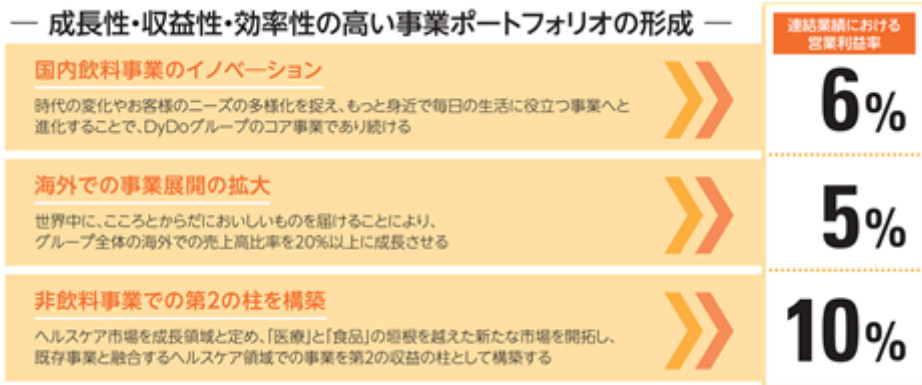 ― 成長性・収益性・効率性の高い事業ポートフォリオの形成 ―
連結業績における
営業利益率
国内飲料事業のイノベーション
時代の変化やお客様のニーズの多様化を捉え、もっと身近で毎日の生活に役立つ事業へと
進化することで、DyDoグループのコア事業であり続ける
6%
海外での事業展開の拡大
世界中に、こころとからだにおいしいものを届けることにより、
グループ全体の海外での売上高比率を20%以上に成長させる
5%
非飲料事業での第2の柱を構築
ヘルスケア市場を成長領域と定め、「医療」と「食品」の垣根を越えた新たな市場を開拓し、
既存事業と融合するヘルスケア領域での事業を第2の収益の柱として構築する
10%